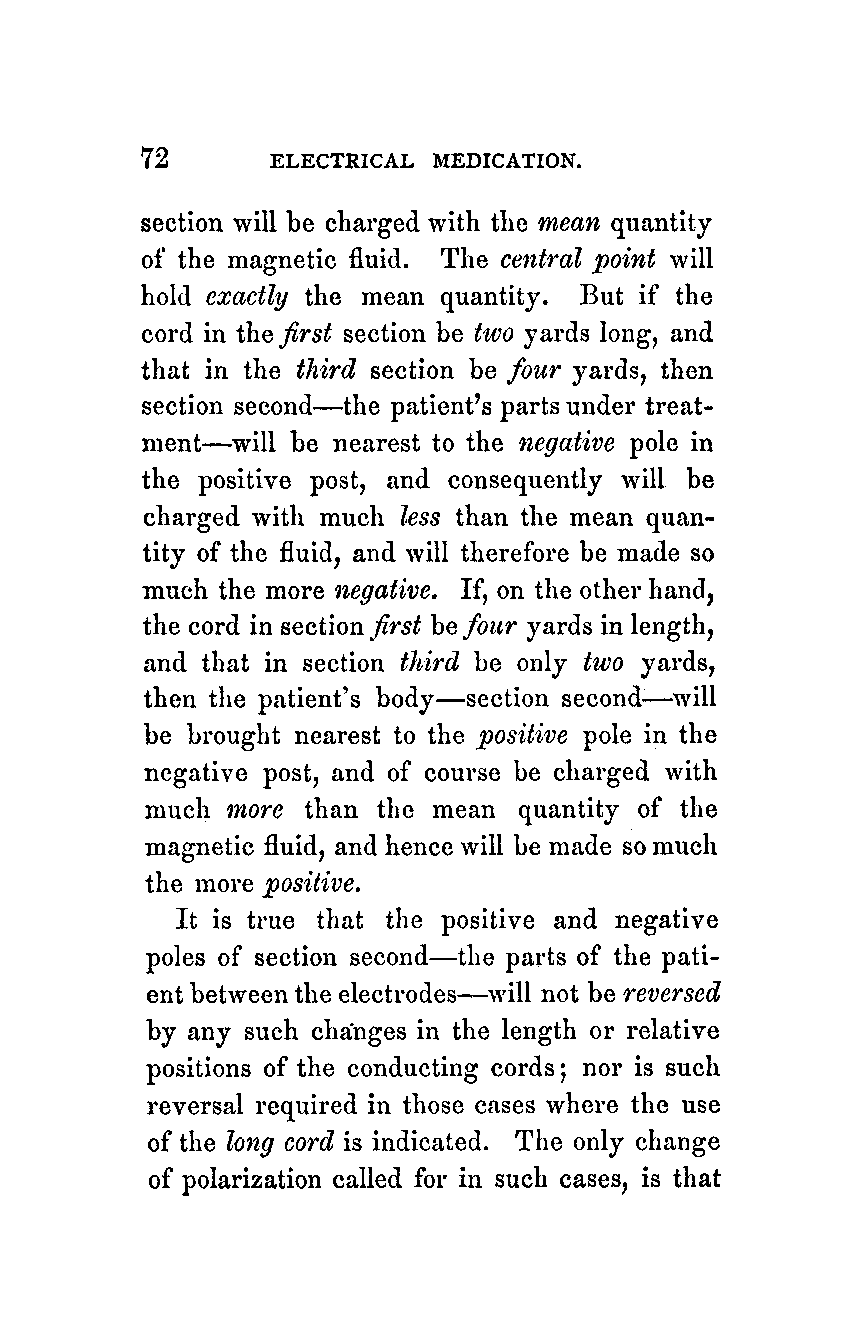 72 ELECTRICAL MEDICATION.
section will be charged with the mean quantity
of the magnetic fluid. The central point will
hold exactly the mean quantity. But if the
cord in the first section be two yards long, and
that in the third section be four yards, then
section second—the patient's parts under treat-
ment—will be nearest to the negative pole in
the positive post, and consequently will be
charged with much less than the mean quan-
tity of the fluid, and will therefore be made so
much the more negative. If, on the other hand,
the cord in section first be four yards in length,
and that in section third be only two yards,
then the patient's body—section second—will
be brought nearest to the positive pole in the
negative post, and of course be charged with
much more than the mean quantity of the
magnetic fluid, and hence will be made so much
the more positive.
It is true that the positive and negative
poles of section second—the parts of the pati-
ent between the electrodes—will not be reversed
by any such changes in the length or relative
positions of the conducting cords; nor is such
reversal required in those cases where the use
of the long cord is indicated. The only change
of polarization called for in such cases, is that